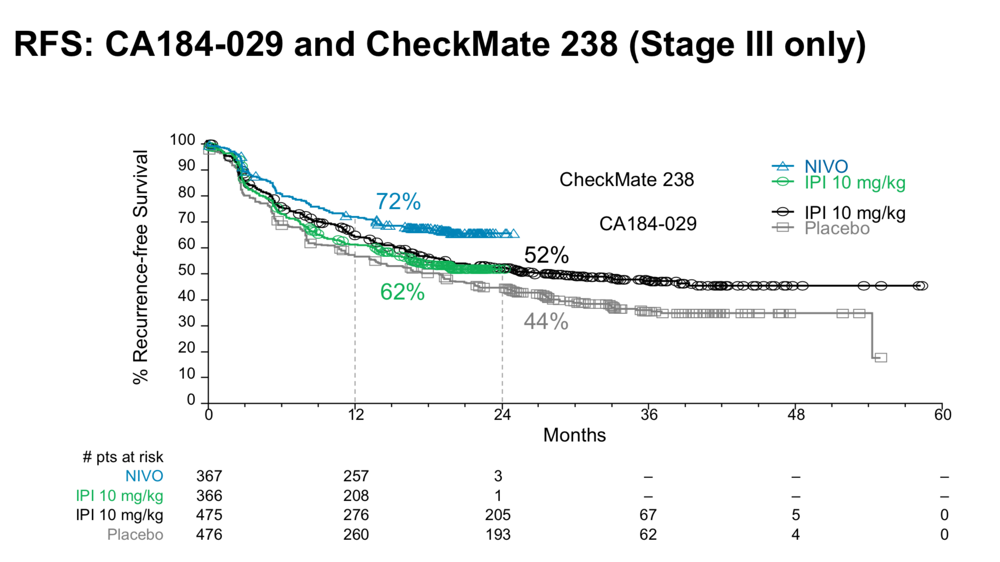 RFS: CA184-029 and CheckMate 238 (Stage III only)
% Recurrence-free Survival
100
90
80
70
60
50
40
30
20
10
0
72%
62%
52%
44%
CheckMate 238
NIVO
IPI 10 mg/kg
CA184-029
IPI 10 mg/kg
Placebo
0 12 24 36 48 60
Months
# pts at risk
NIVO 367 257 3 – – –
IPI 10 mg/kg 366 208 1 – – –
IPI 10 mg/kg 475 276 205 67 5 0
Placebo 476 260 193 62 4 0